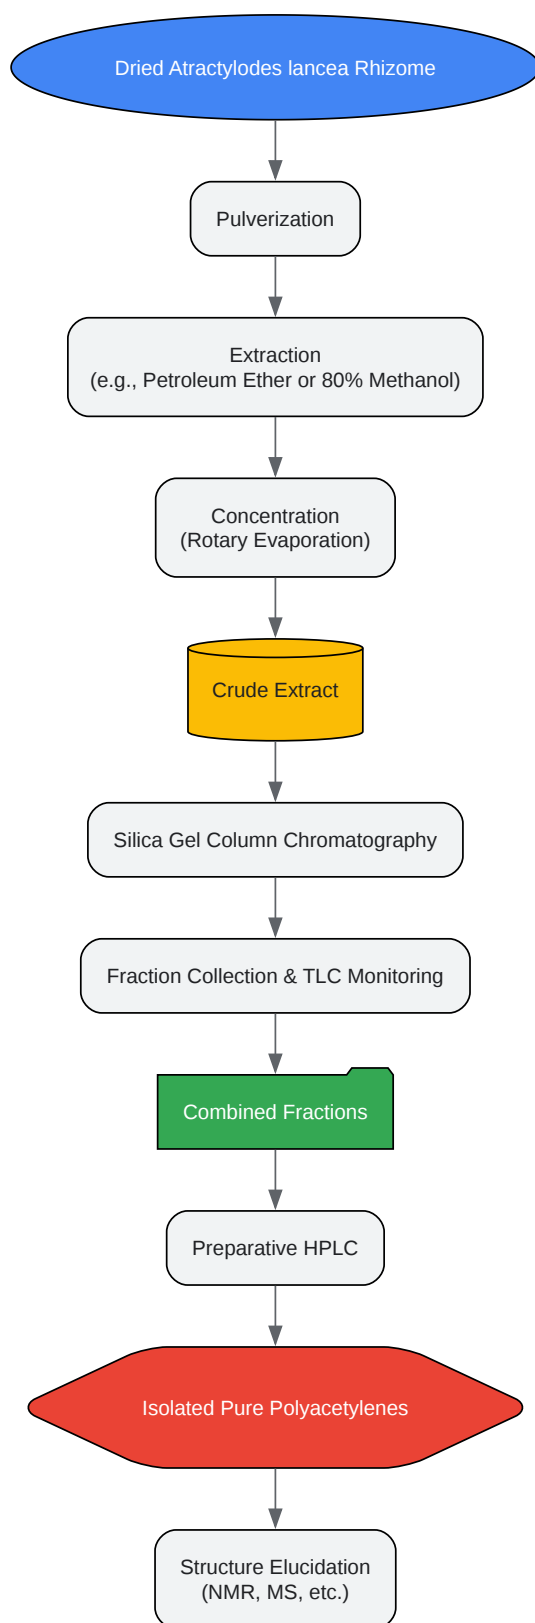 Dried Atractylodes lancea Rhizome
Pulverization
Extraction
(e.g., Petroleum Ether or 80% Methanol)
Concentration
(Rotary Evaporation)
Crude Extract
Silica Gel Column Chromatography
Fraction Collection & TLC Monitoring
Combined Fractions
Preparative HPLC
Isolated Pure Polyacetylenes
Structure Elucidation
(NMR, MS, etc.)